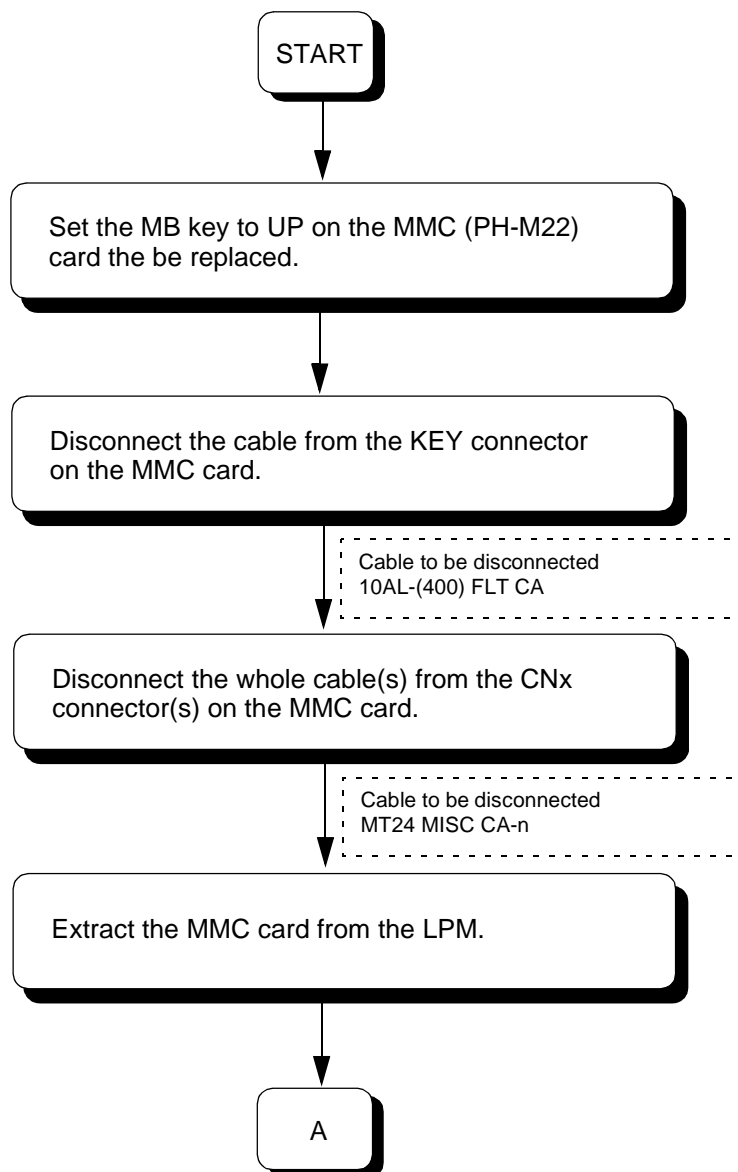 START
Set the MB key to UP on the MMC (PH-M22)
card the be replaced.
Disconnect the cable from the KEY connector
on the MMC card.
Cable to be disconnected
10AL-(400) FLT CA
Disconnect the whole cable(s) from the CNx
connector(s) on the MMC card.
Cable to be disconnected
MT24 MISC CA-n
Extract the MMC card from the LPM.
A